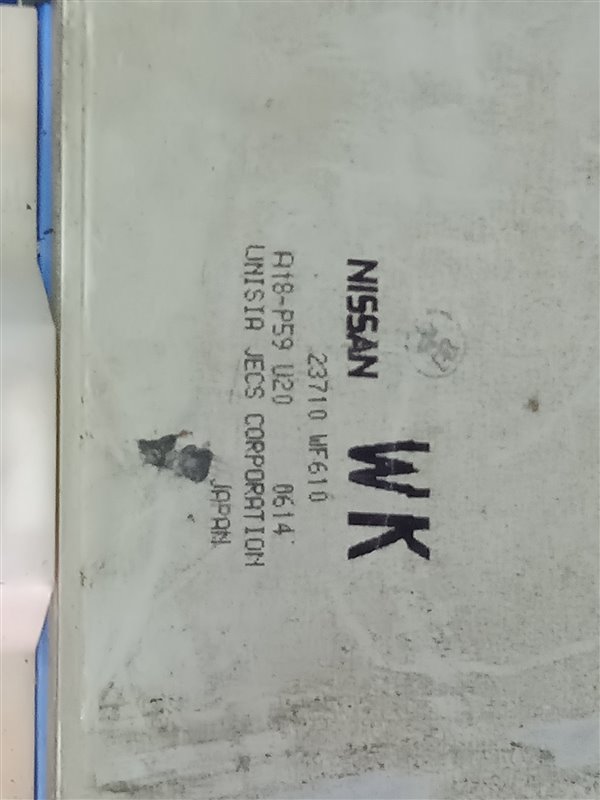 NISSAN WK
23710 WF610
A18-P59 U20 0614
UNISIA JECS CORPORATION
JAPAN